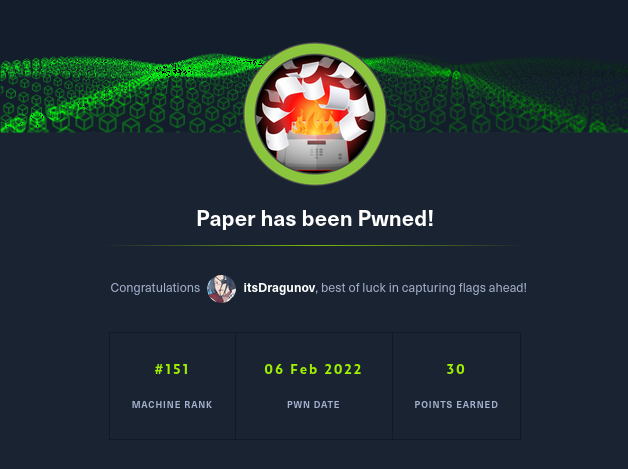 Paper has been Pwned!
Congratulations itsDragunov, best of luck in capturing flags ahead!
#151 06 Feb 2022 30
MACHINE RANK PWN DATE POINTS EARNED